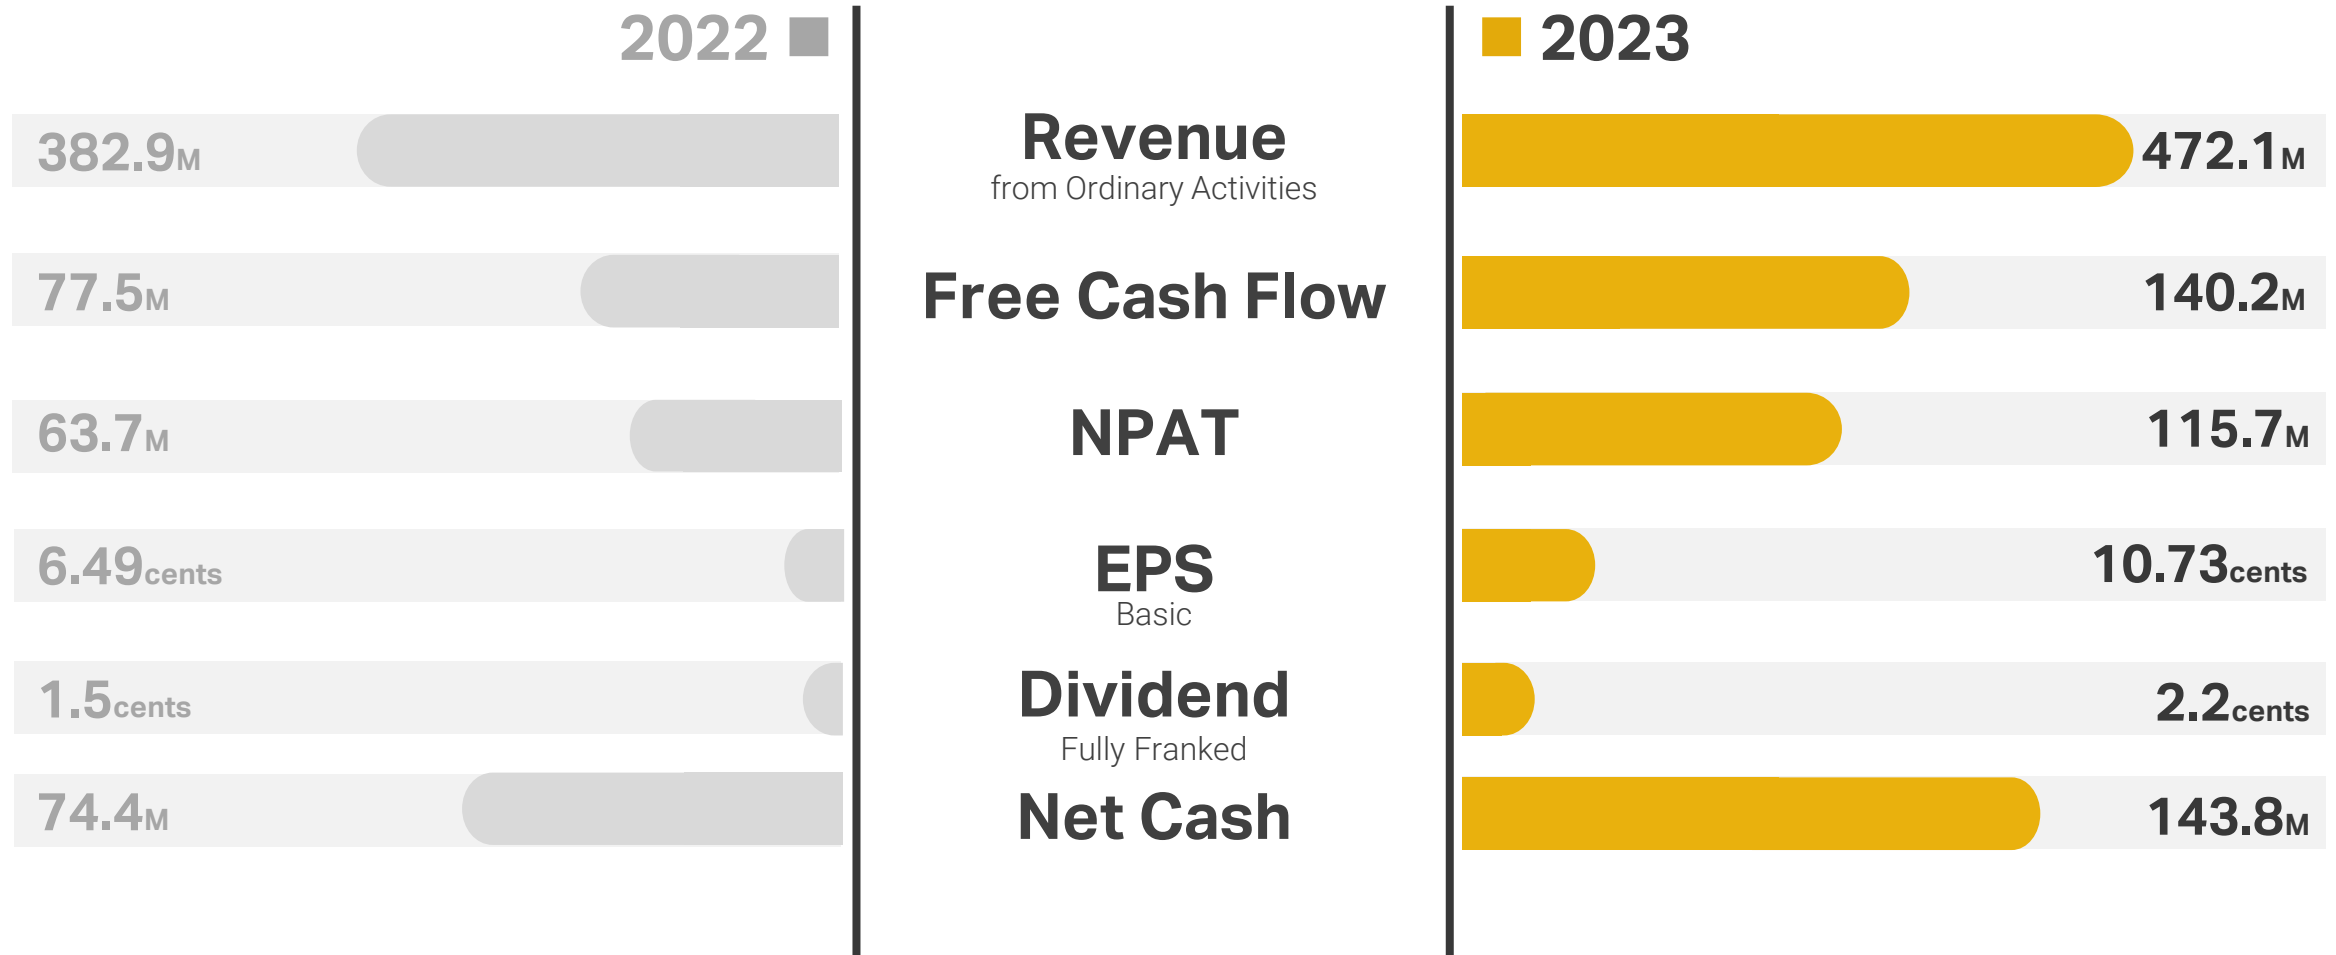 2022
2023
382.9M
Revenue
from Ordinary Activities
472.1M
77.5M
Free Cash Flow
140.2M
63.7M
NPAT
115.7M
6.49cents
EPS
Basic
10.73cents
1.5cents
Dividend
Fully Franked
2.2cents
74.4M
Net Cash
143.8M